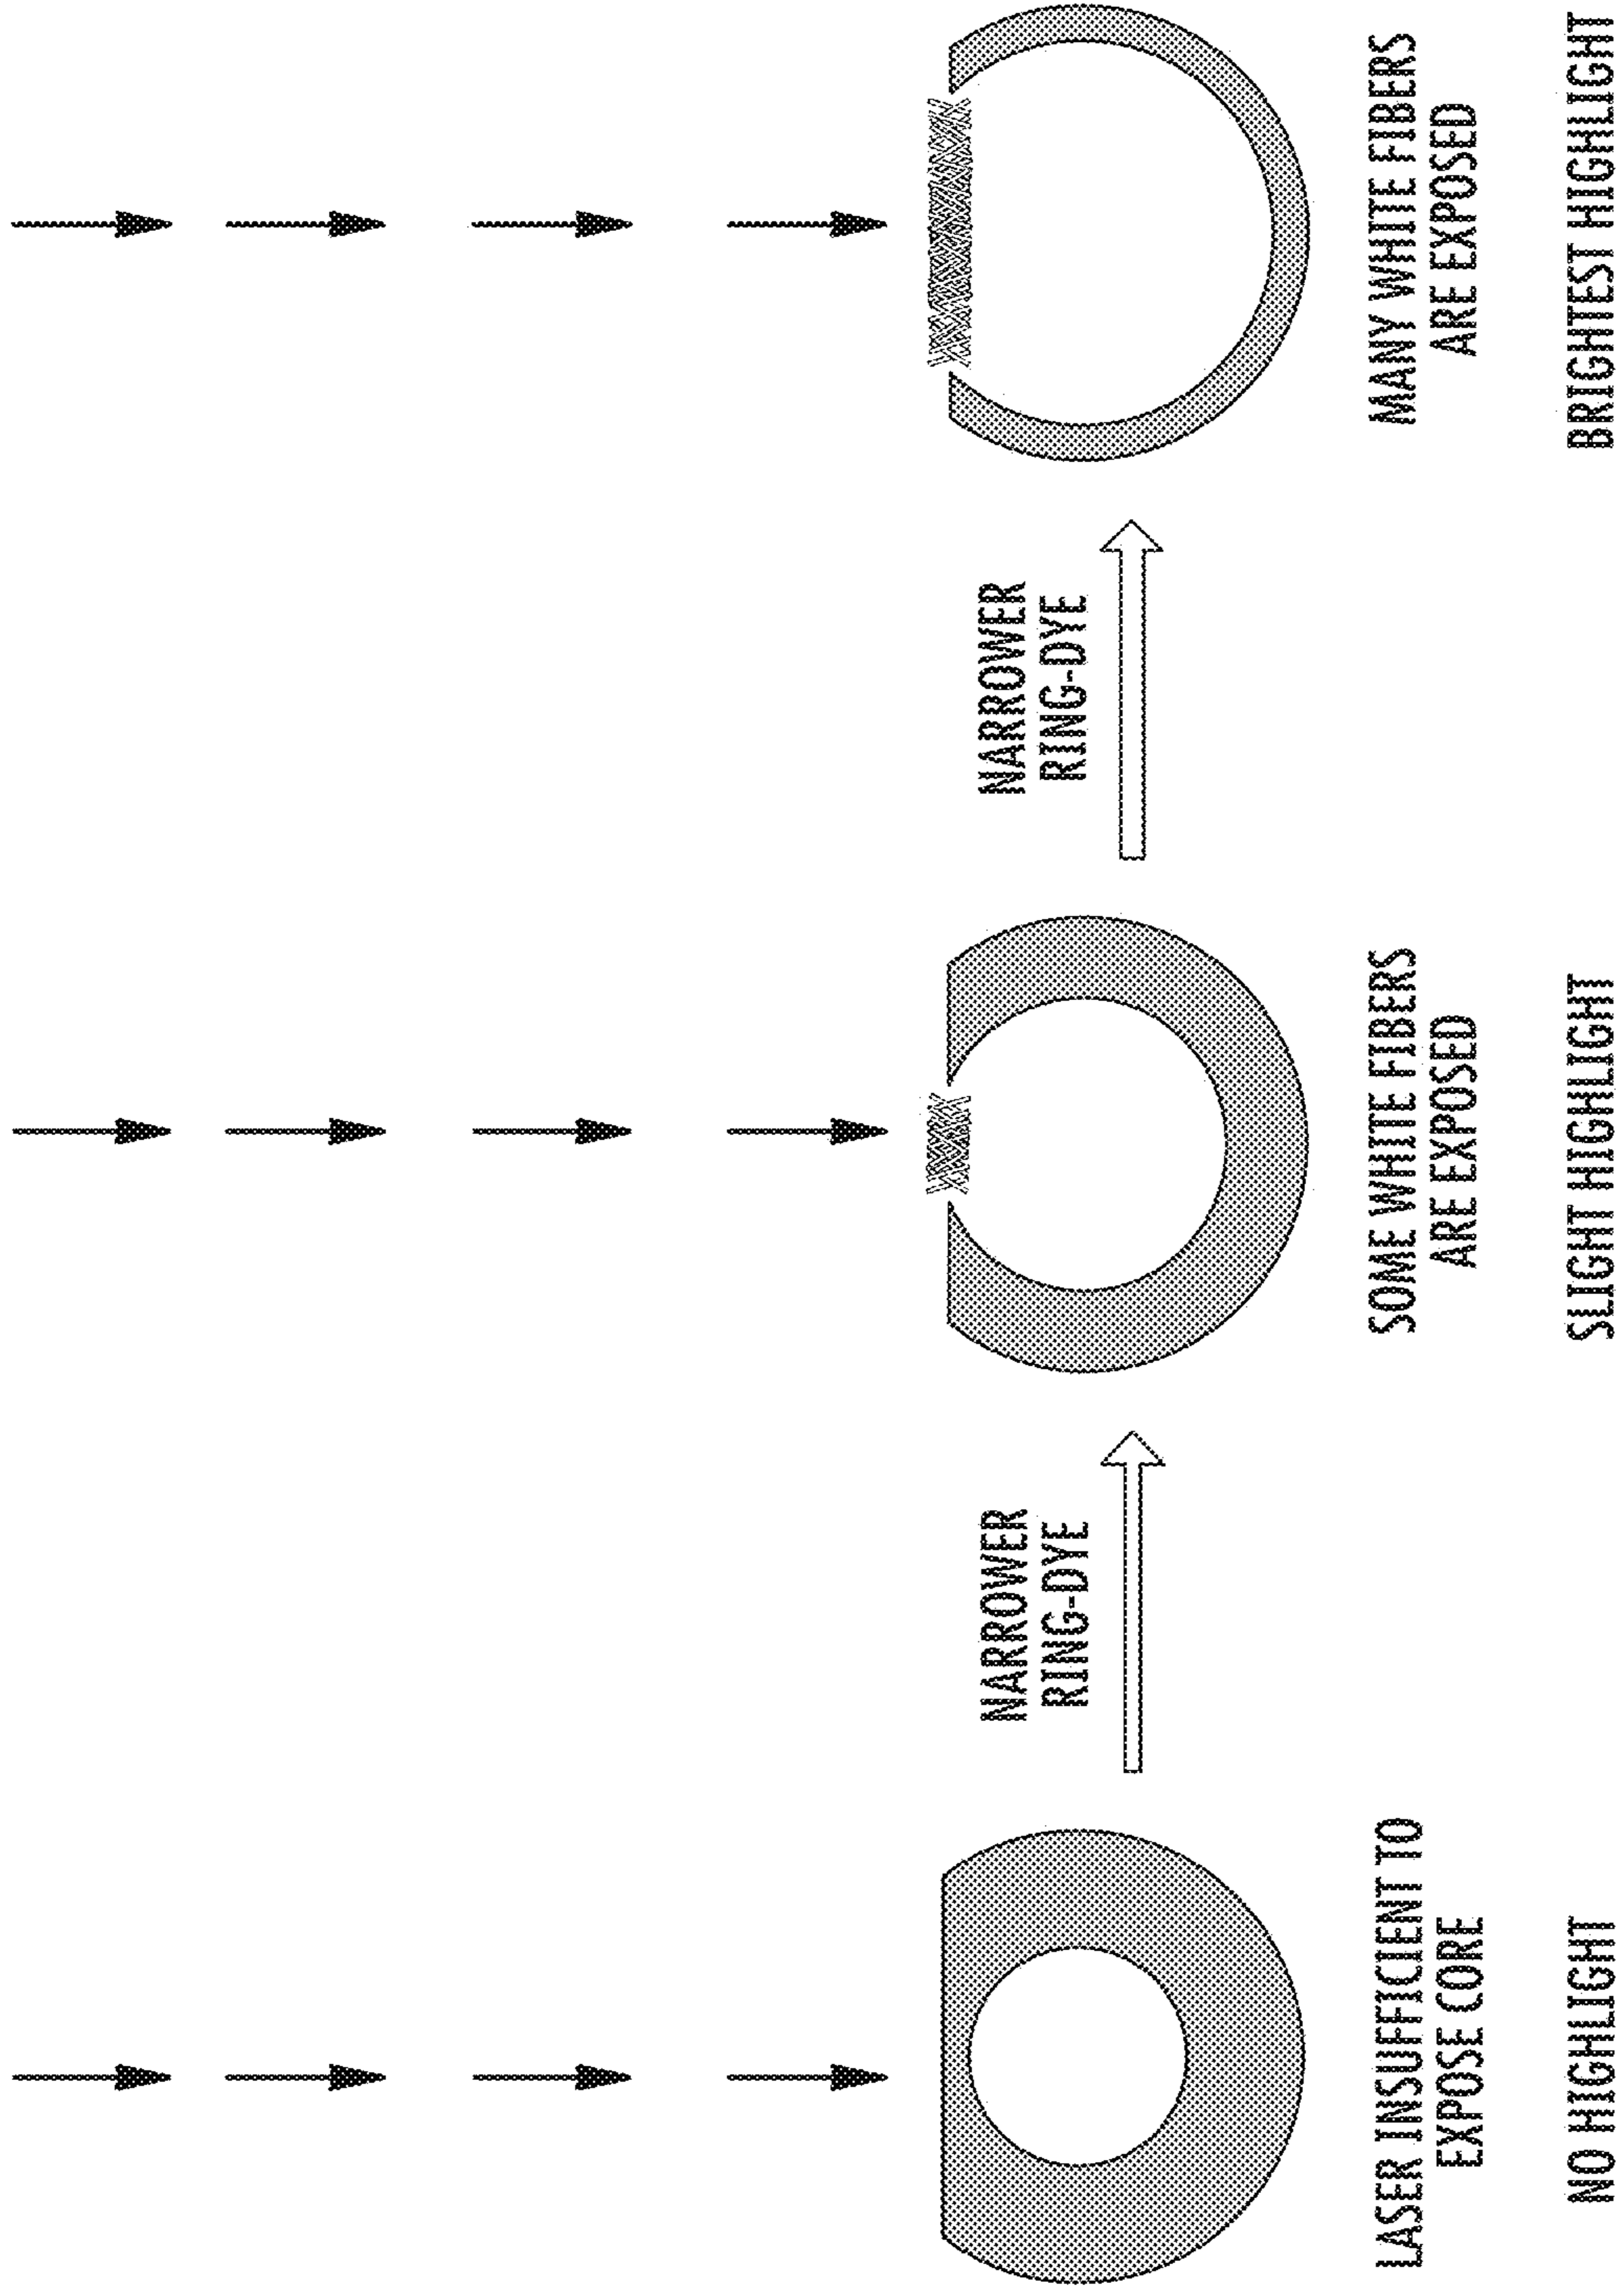 NARROWER
RING-DYE
NARROWER
RING-DYE
LASER INSUFFICIENT TO
EXPOSE CORE
SOME WHITE FIBERS
ARE EXPOSED
MANY WHITE FIBERS
ARE EXPOSED
NO HIGHLIGHT
SLIGHT HIGHLIGHT
BRIGHTEST HIGHLIGHT